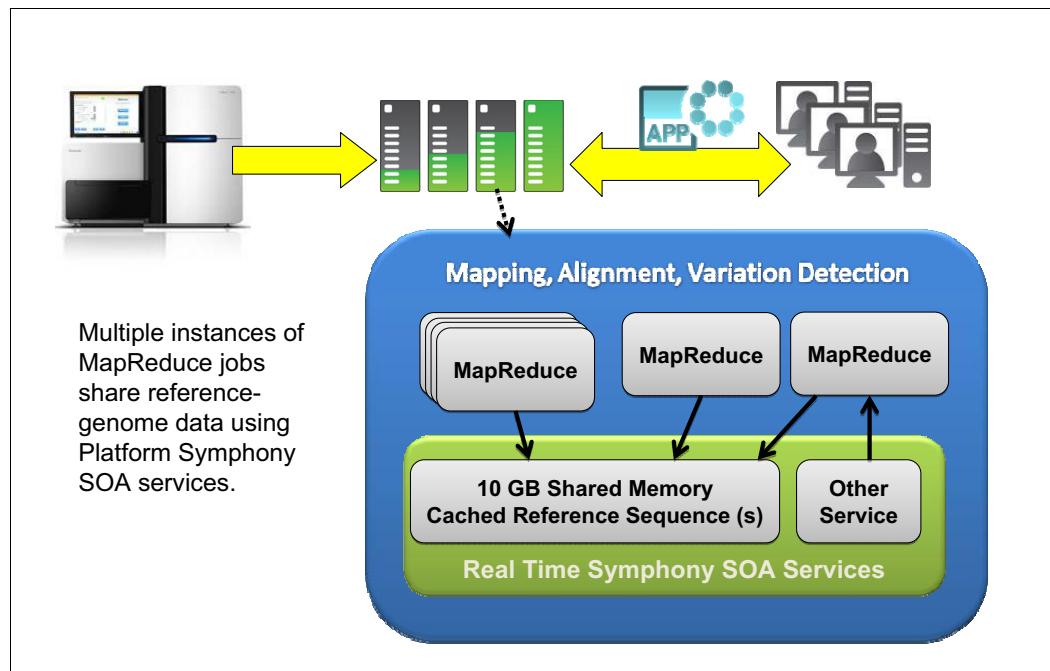 APP
Mapping, Alignment, Variation Detection
Multiple instances of
MapReduce jobs
share reference-
genome data using
Platform Symphony
SOA services.
MapReduce
MapReduce
MapReduce
10 GB Shared Memory
Cached Reference Sequence (s)
Other
Service
Real Time Symphony SOA Services